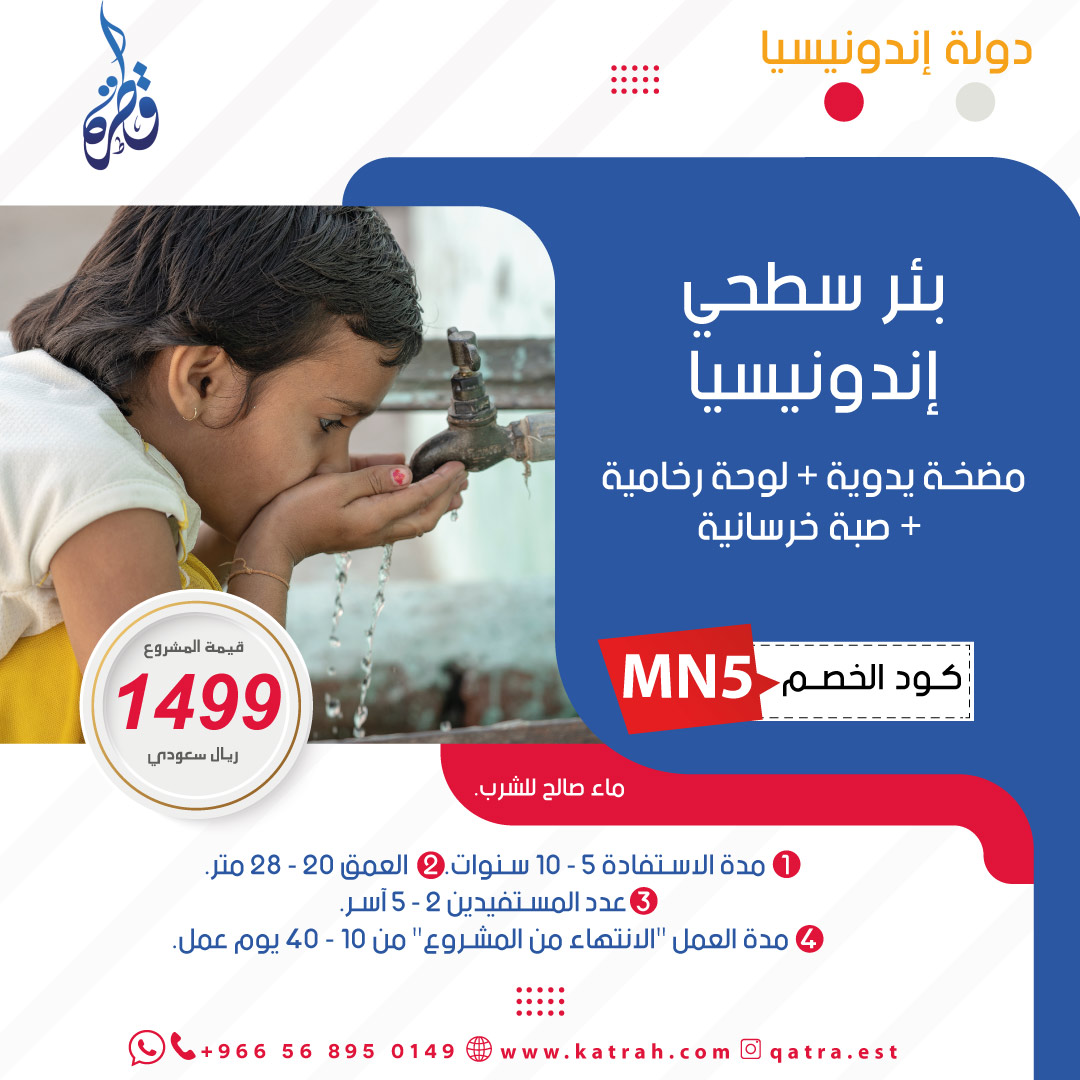 قطرة
دولة إندونيسيا
بئر سطحي
إندونيسيا
مضخة يدوية + لوحة رخامية
+ صبة خرسانية
كود الخصم MN5
قيمة المشروع
1499
ريال سعودي
ماء صالح للشرب.
1 مدة الاستفادة 5 - 10 سنوات. 2 العمق 20 - 28 متر.
3 عدد المستفيدين 2 - 5 آسر.
4 مدة العمل "الانتهاء من المشروع" من 10 - 40 يوم عمل.
+966 56 895 0149 www.katrah.com qatra.est